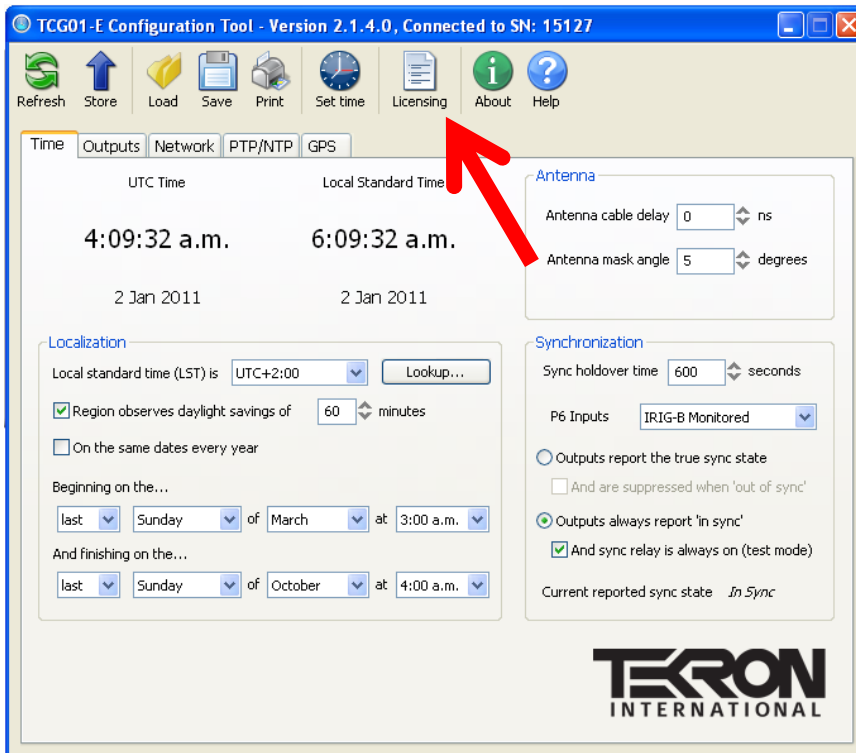 TCG01-E Configuration Tool - Version 2.1.4.0, Connected to SN: 15127
Refresh Store Load Save Print Set time Licensing About Help
Time Outputs Network PTP/NTP GPS
UTC Time Local Standard Time
4:09:32 a.m. 6:09:32 a.m.
2 Jan 2011 2 Jan 2011
Antenna
Antenna cable delay 0 ns
Antenna mask angle 5 degrees
Localization
Local standard time (LST) is UTC+2:00 Lookup...
Region observes daylight savings of 60 minutes
On the same dates every year
Beginning on the...
last Sunday of March at 3:00 a.m.
And finishing on the...
last Sunday of October at 4:00 a.m.
Synchronization
Sync holdover time 600 seconds
P6 Inputs IRIG-B Monitored
Outputs report the true sync state
And are suppressed when 'out of sync'
Outputs always report 'in sync'
And sync relay is always on (test mode)
Current reported sync state In Sync
TEKRON
INTERNATIONAL